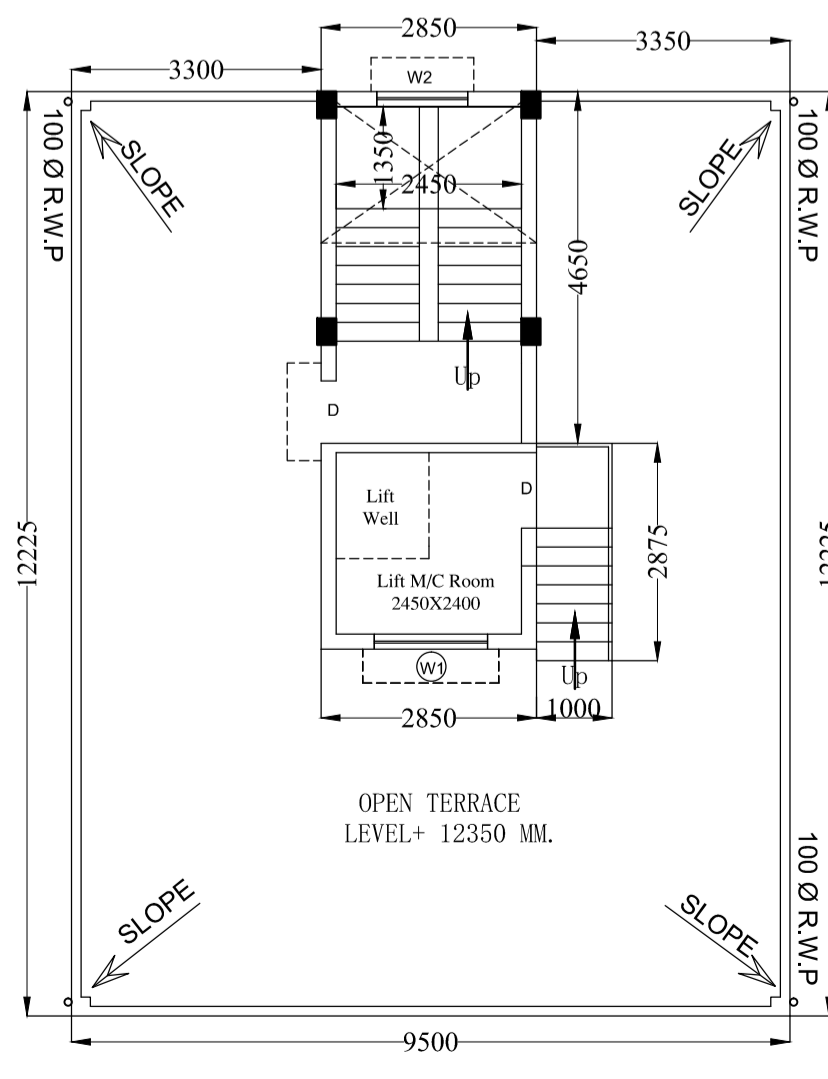 2850
3350
3300
W2
100 Ø R.W.P
SLOPE
1350
2450
SLOPE
100 Ø R.W.P
4650
Up
D
Lift
Well
D
12225
2875
Lift M/C Room
2450X2400
W1
Up
2850
1000
OPEN TERRACE
LEVEL+ 12350 MM.
SLOPE
SLOPE
100 Ø R.W.P
9500